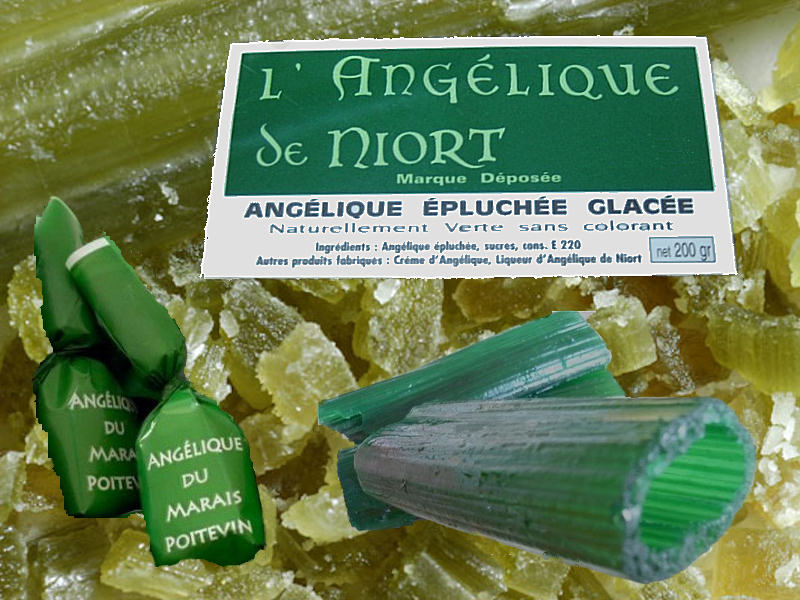 L'Angélique
de Niort
Marque Déposée
ANGÉLIQUE ÉPLUCHÉE GLACÉE
Naturellement Verte sans colorant
Ingrédients : Angélique épluchée, sucres, cons. E 220
Autres produits fabriqués : Crème d'Angélique, Liqueur d'Angélique de Niort
net 200 gr
ANGÉLIQUE
DU
MARAIS
POITEVIN
ANGÉLIQUE
DU
MARAIS
POITEVIN